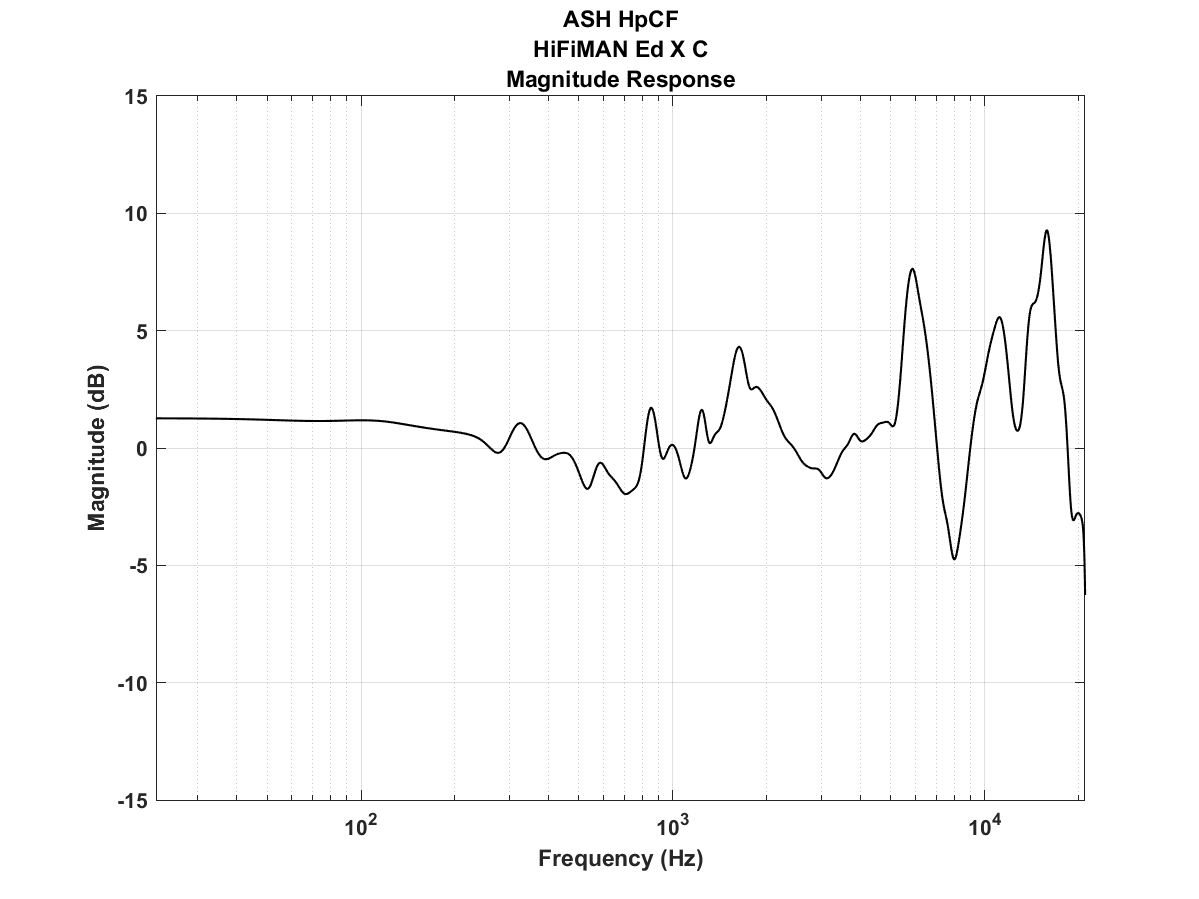 ASH HpCF
HiFiMAN Ed X C
Magnitude Response
15
10
5
0
-5
-10
-15
Magnitude (dB)
10²
10³
10⁴
Frequency (Hz)